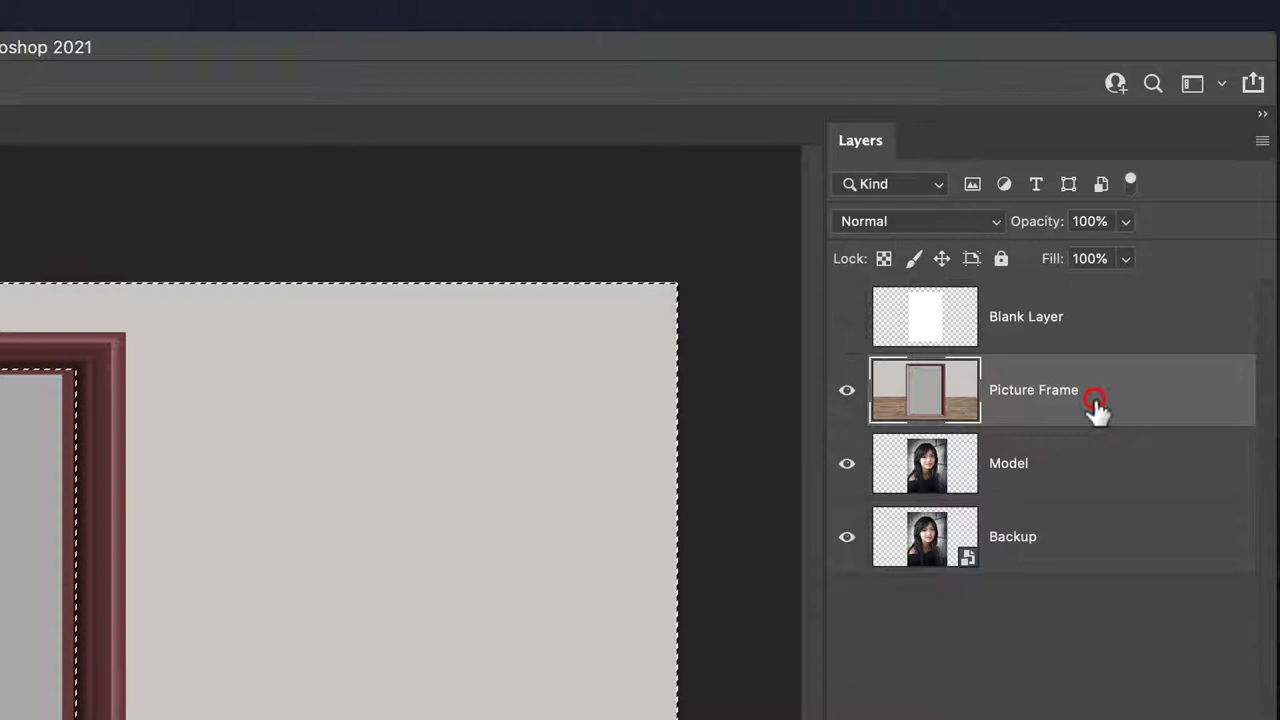 oshop 2021
Layers
Kind
Normal Opacity: 100%
Lock: Fill: 100%
Blank Layer
Picture Frame
Model
Backup